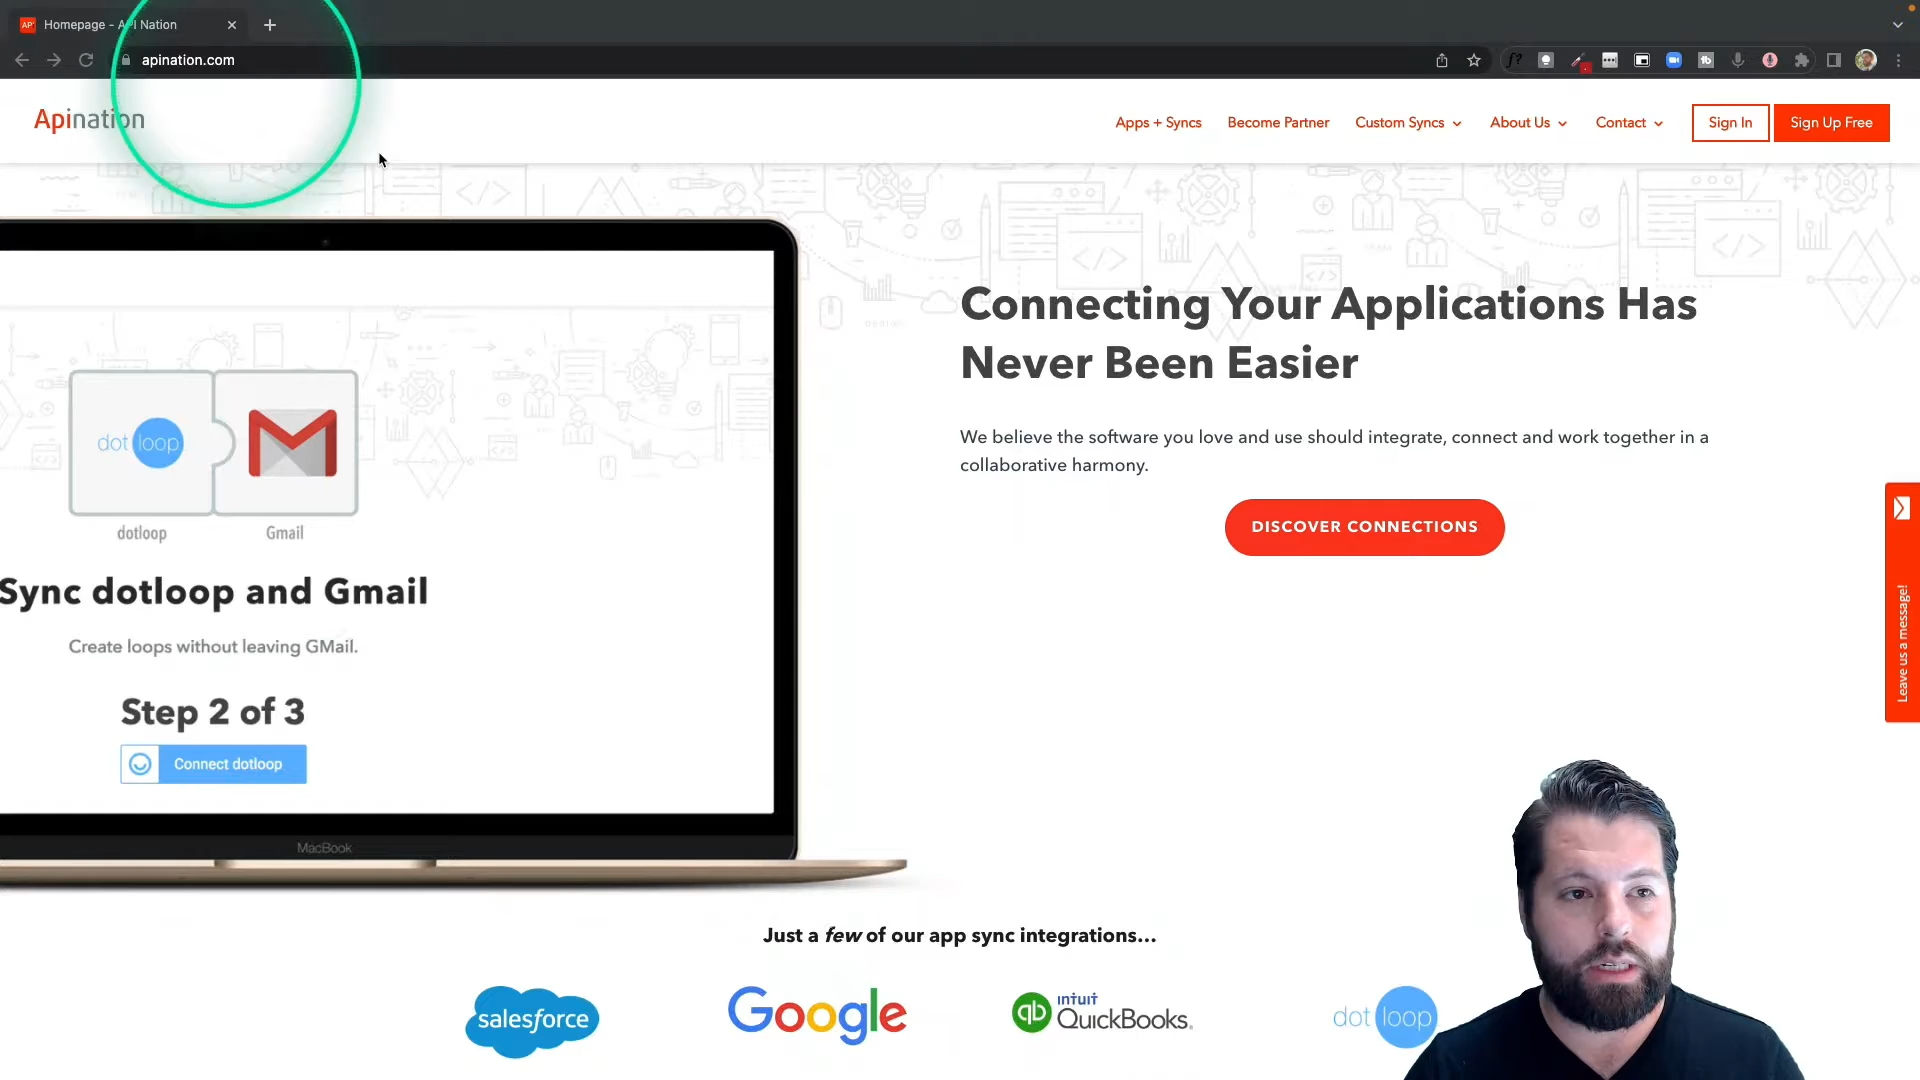 Homepage - API Nation
apination.com
Apination
Apps + Syncs
Become Partner
Custom Syncs
About Us
Contact
Sign In
Sign Up Free
Connecting Your Applications Has
Never Been Easier
We believe the software you love and use should integrate, connect and work together in a
collaborative harmony.
DISCOVER CONNECTIONS
dot loop
dotloop
Gmail
Sync dotloop and Gmail
Create loops without leaving GMail.
Step 2 of 3
Connect dotloop
MacBook
Leave us a message!
Just a few of our app sync integrations...
salesforce
Google
qb
intuit
QuickBooks.
dot loop